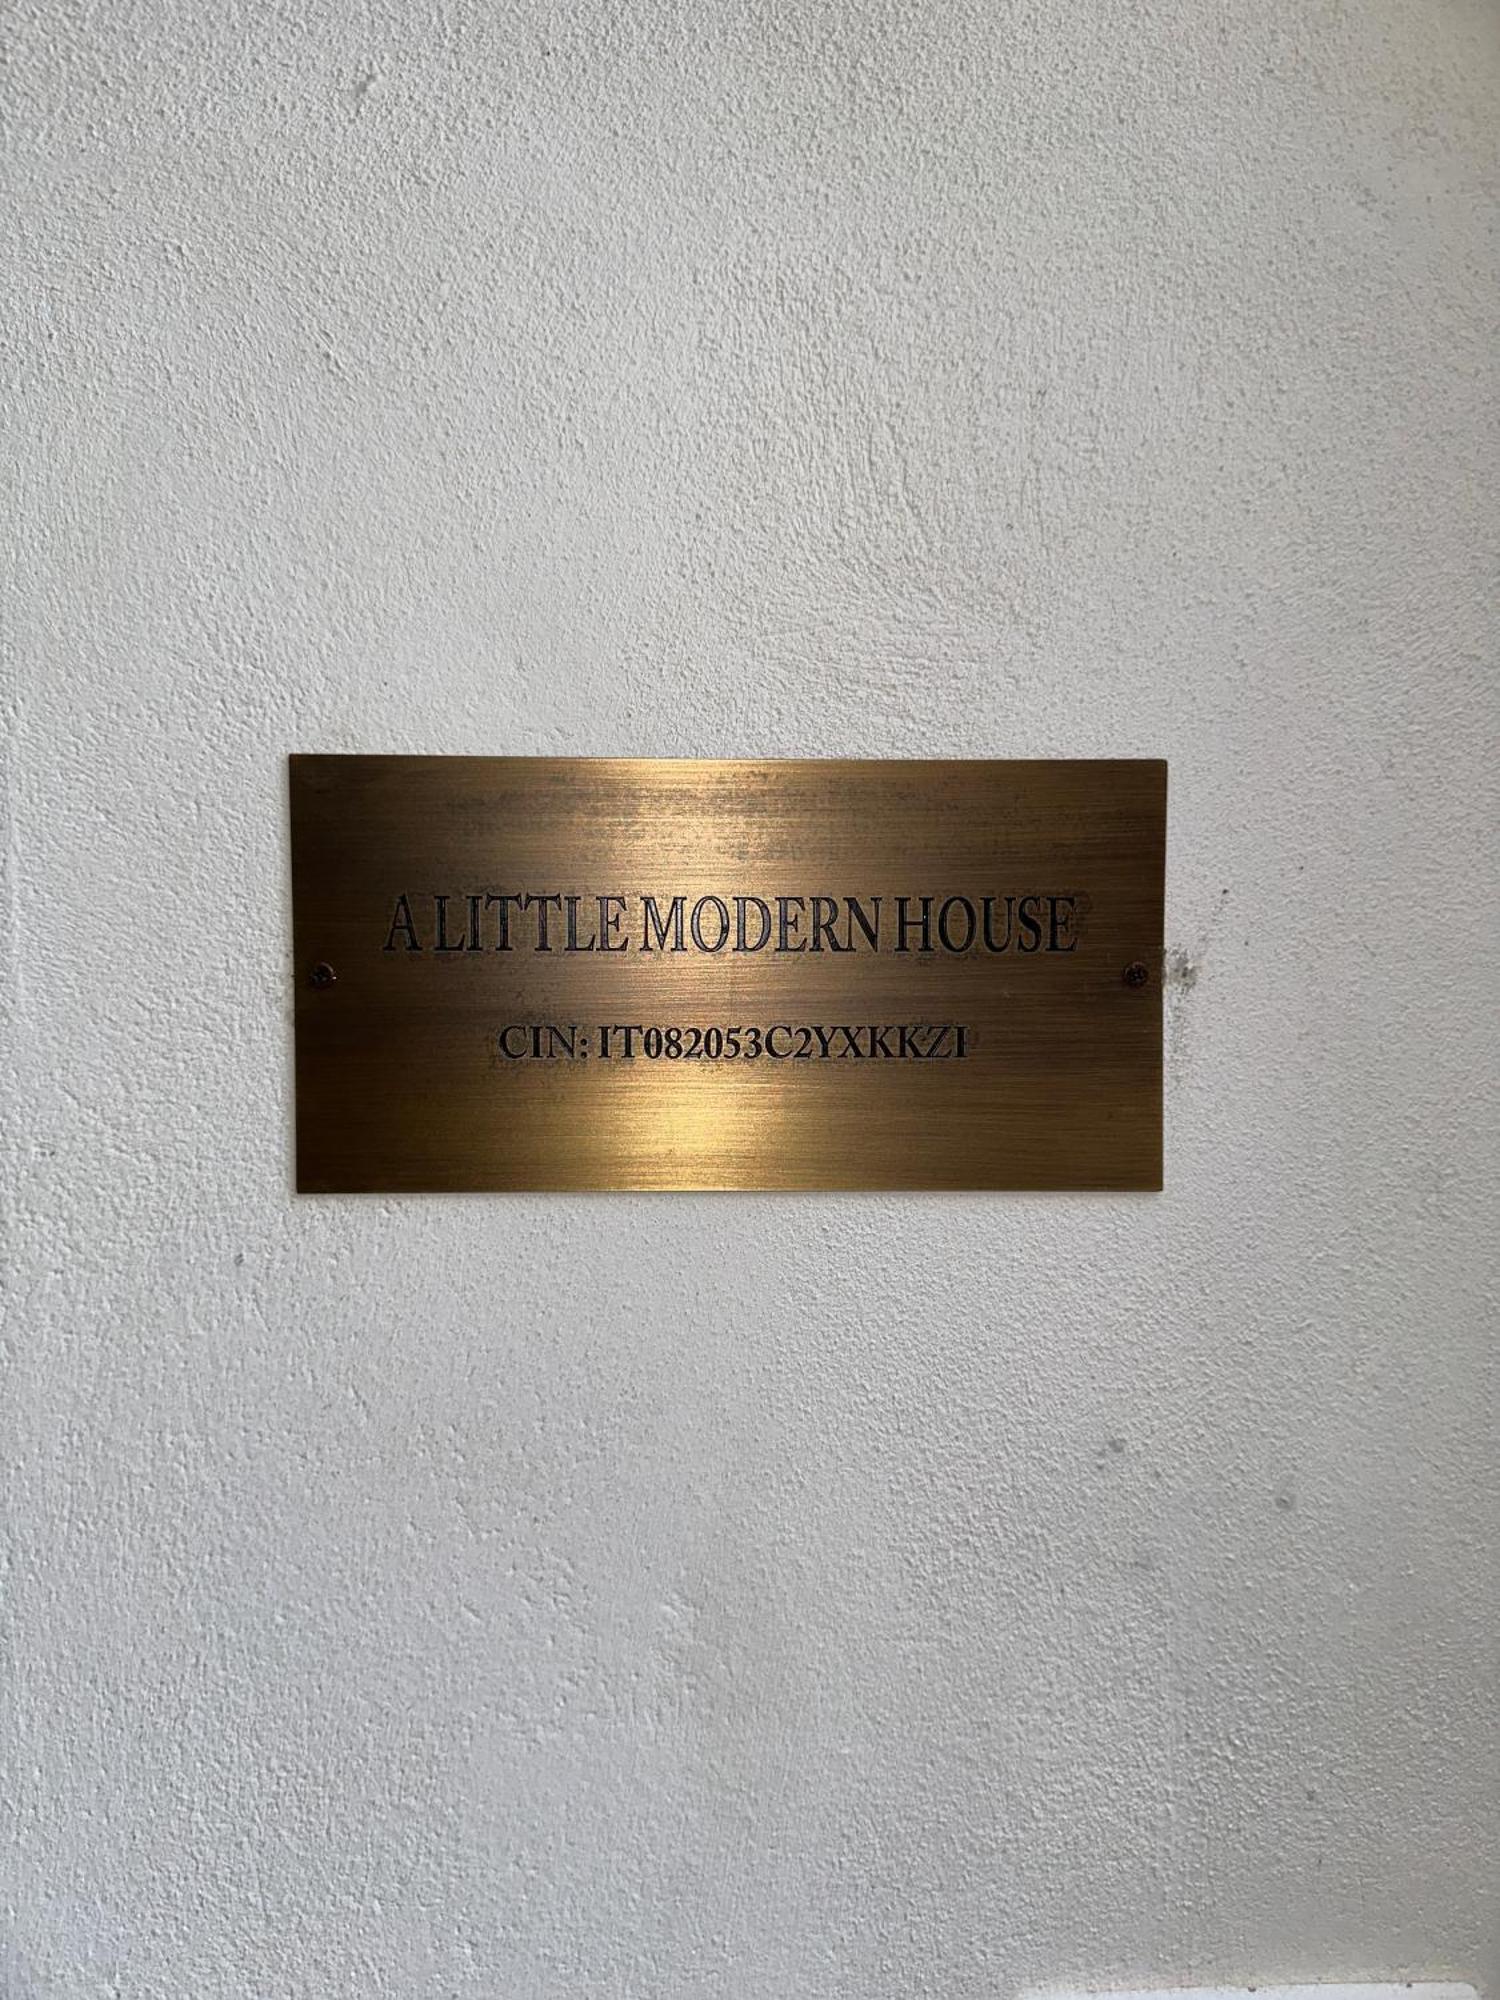 A LITTLE MODERN HOUSE
CIN: IT082053C2YXKKZI